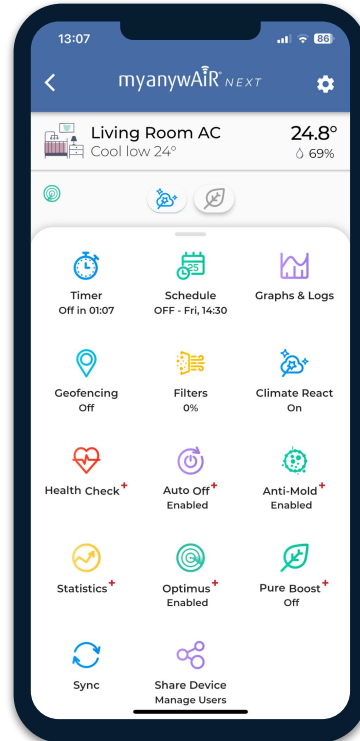 13:07
86
myanywAiR NEXT
Living Room AC
24.8°
Cool low 24°
69%
Timer
Off in 01:07
25
Schedule
OFF - Fri, 14:30
Graphs & Logs
Geofencing
Off
Filters
0%
Climate React
On
Health Check+
Auto Off+
Enabled
Anti-Mold+
Enabled
Statistics+
Optimus+
Enabled
Pure Boost+
Off
Sync
Share Device
Manage Users